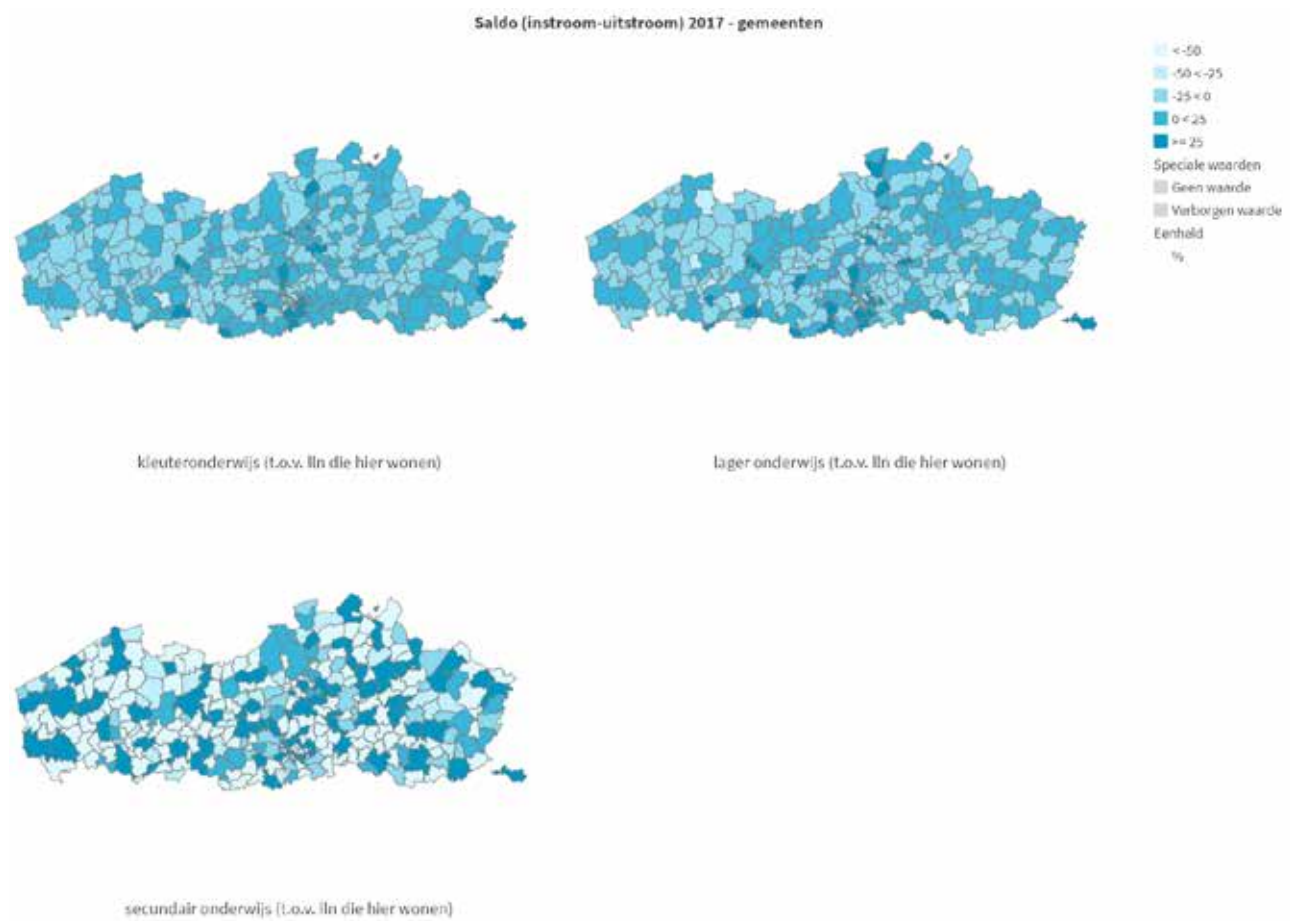 Saldo (instroom-uitstroom) 2017 - gemeenten
< -50
-50 < -25
-25 < 0
0 < 25
>= 25
Speciale waarden
Geen waarde
Verborgen waarde
Eenheid
%
kleuteronderwijs (t.o.v. lln die hier wonen)
lager onderwijs (t.o.v. lln die hier wonen)
secundair onderwijs (t.o.v. lln die hier wonen)